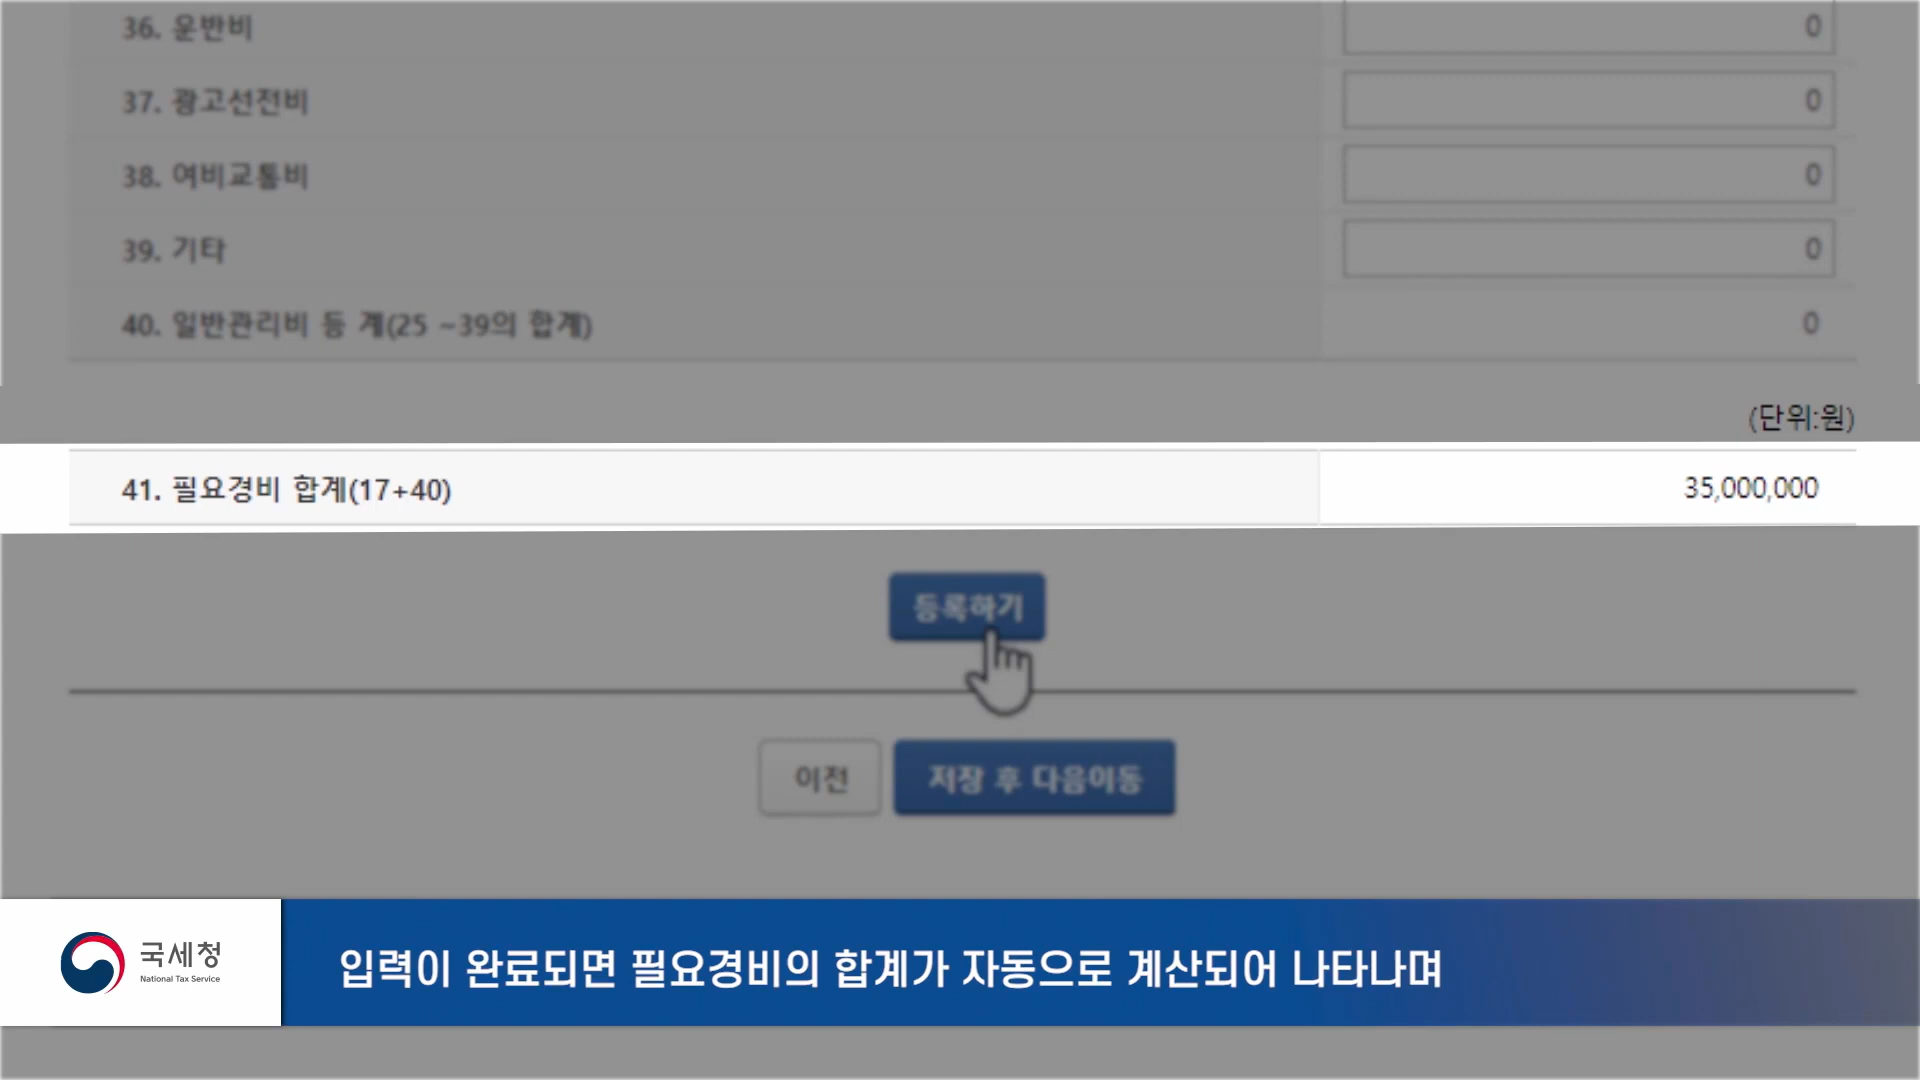 36. 운반비 0
37. 광고선전비 0
38. 여비교통비 0
39. 기타 0
40. 일반관리비 등 계(25 ~39의 합계) 0
(단위:원)
41. 필요경비 합계(17+40) 35,000,000
등록하기
이전 저장 후 다음이동
국세청
National Tax Service
입력이 완료되면 필요경비의 합계가 자동으로 계산되어 나타나며